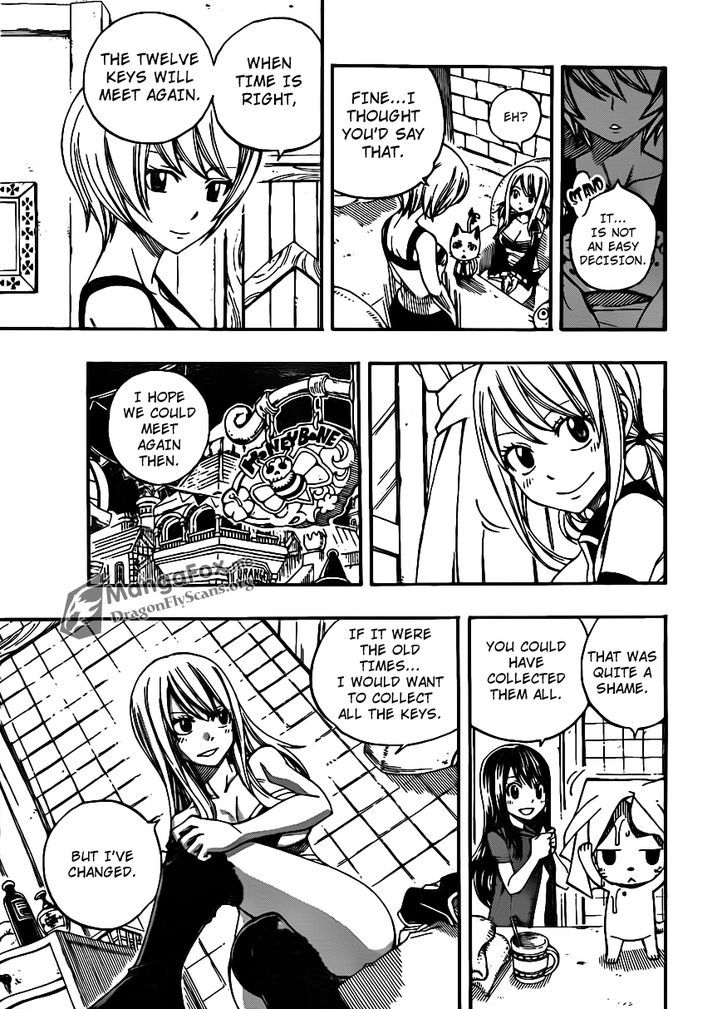 STAND
IT...
IS NOT
AN EASY
DECISION.
EH?
FINE...I
THOUGHT
YOU'D SAY
THAT.
WHEN
TIME IS
RIGHT,
THE TWELVE
KEYS WILL
MEET AGAIN.
I HOPE
WE COULD
MEET
AGAIN
THEN.
HONEYBONE
MangaFox
DragonFlyScans.org
THAT WAS
QUITE A
SHAME.
YOU COULD
HAVE
COLLECTED
THEM ALL.
IF IT WERE
THE OLD
TIMES...
I WOULD WANT
TO COLLECT
ALL THE KEYS.
BUT I'VE
CHANGED.